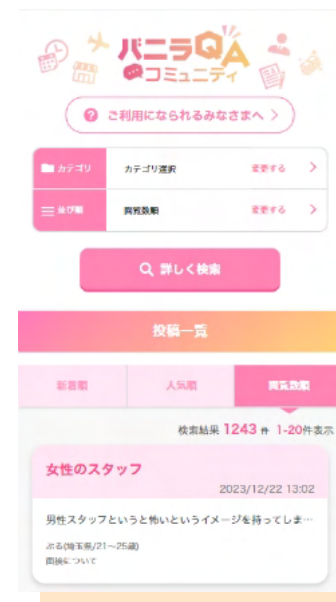 バニラQA
コミュニティ
? ご利用になられるみなさまへ >
カテゴリ カテゴリ選択 変更する >
並び順 閲覧数順 変更する >
詳しく検索
投稿一覧
新着順 人気順 閲覧数順
検索結果 1243 件 1-20件表示
女性のスタッフ
2023/12/22 13:02
男性スタッフというと怖いというイメージを持ってしま…
ぷる(埼玉県/21~25歳)
面接について